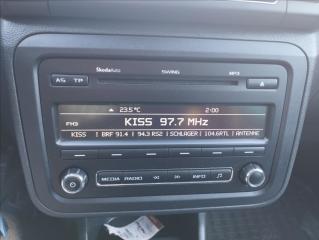 ŠkodaAuto SWING MP3
AS TP
23.5°C 2:00
KISS 97.7 MHz
FM3
KISS | BRF 91.4 | 94.3 RS2 | SCHLAGER | 104.6RTL | ANTENNE
MEDIA RADIO INFO